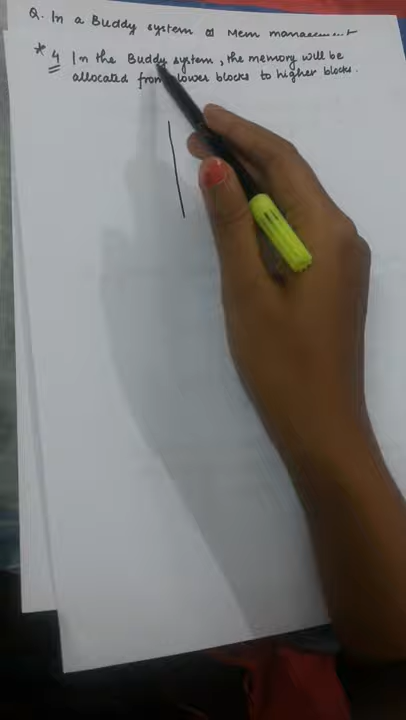 Q. In a Buddy system Mem
* 4 In the Buddy system, the memory will be
allocated from lower blocks to higher blocks.